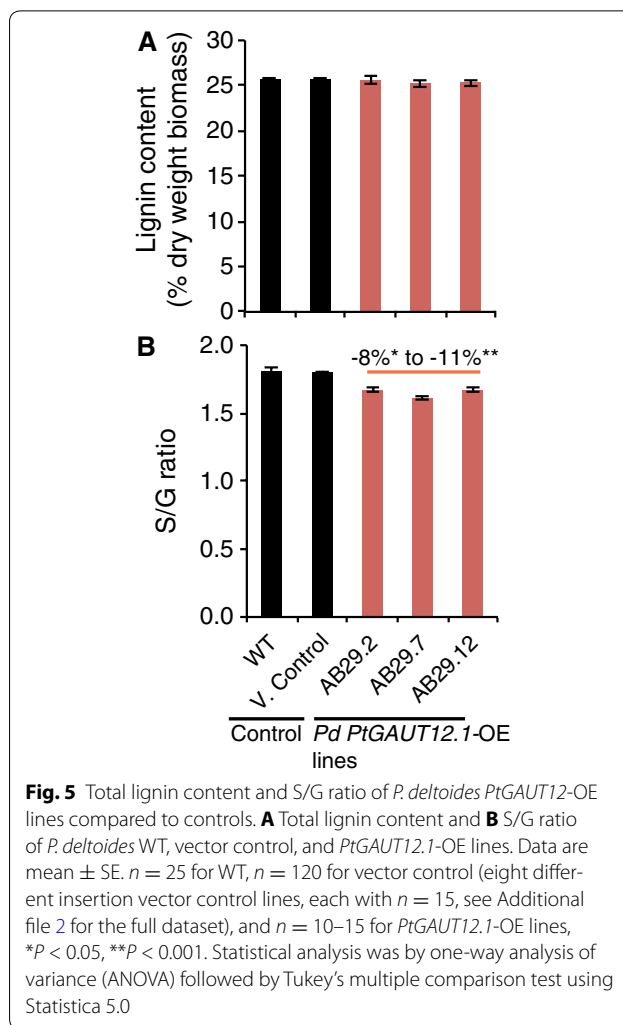 A
30
25
20
15
10
5
0
Lignin content
(% dry weight biomass)
B
2.0
1.5
1.0
0.5
0.0
S/G ratio
-8%* to -11%**
WT
V. Control
AB29.2
AB29.7
AB29.12
Control
Pd PtGAUT12.1-OE
lines
Fig. 5 Total lignin content and S/G ratio of P. deltoides PtGAUT12-OE
lines compared to controls. A Total lignin content and B S/G ratio
of P. deltoides WT, vector control, and PtGAUT12.1-OE lines. Data are
mean ± SE. n = 25 for WT, n = 120 for vector control (eight differ-
ent insertion vector control lines, each with n = 15, see Additional
file 2 for the full dataset), and n = 10–15 for PtGAUT12.1-OE lines,
*P < 0.05, **P < 0.001. Statistical analysis was by one-way analysis of
variance (ANOVA) followed by Tukey's multiple comparison test using
Statistica 5.0